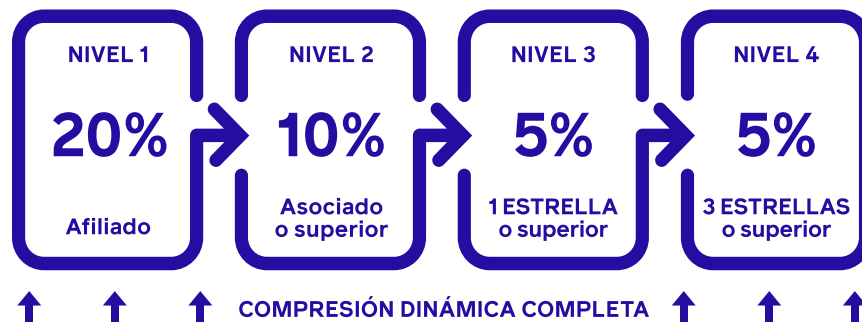 NIVEL 1
20%
Afiliado
NIVEL 2
10%
Asociado
o superior
NIVEL 3
5%
1 ESTRELLA
o superior
NIVEL 4
5%
3 ESTRELLAS
o superior
COMPRESIÓN DINÁMICA COMPLETA